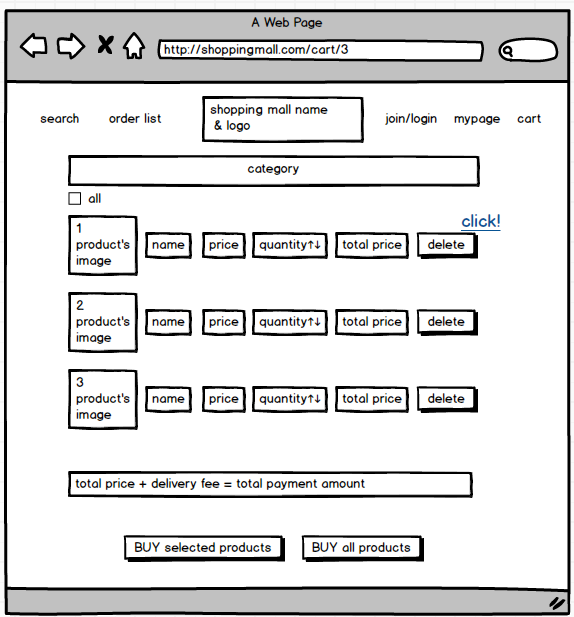 A Web Page
http://shoppingmall.com/cart/3
search
order list
shopping mall name
& logo
join/login
mypage
cart
category
all
click!
1
product's
image
name
price
quantity↑↓
total price
delete
2
product's
image
name
price
quantity↑↓
total price
delete
3
product's
image
name
price
quantity↑↓
total price
delete
total price + delivery fee = total payment amount
BUY selected products
BUY all products